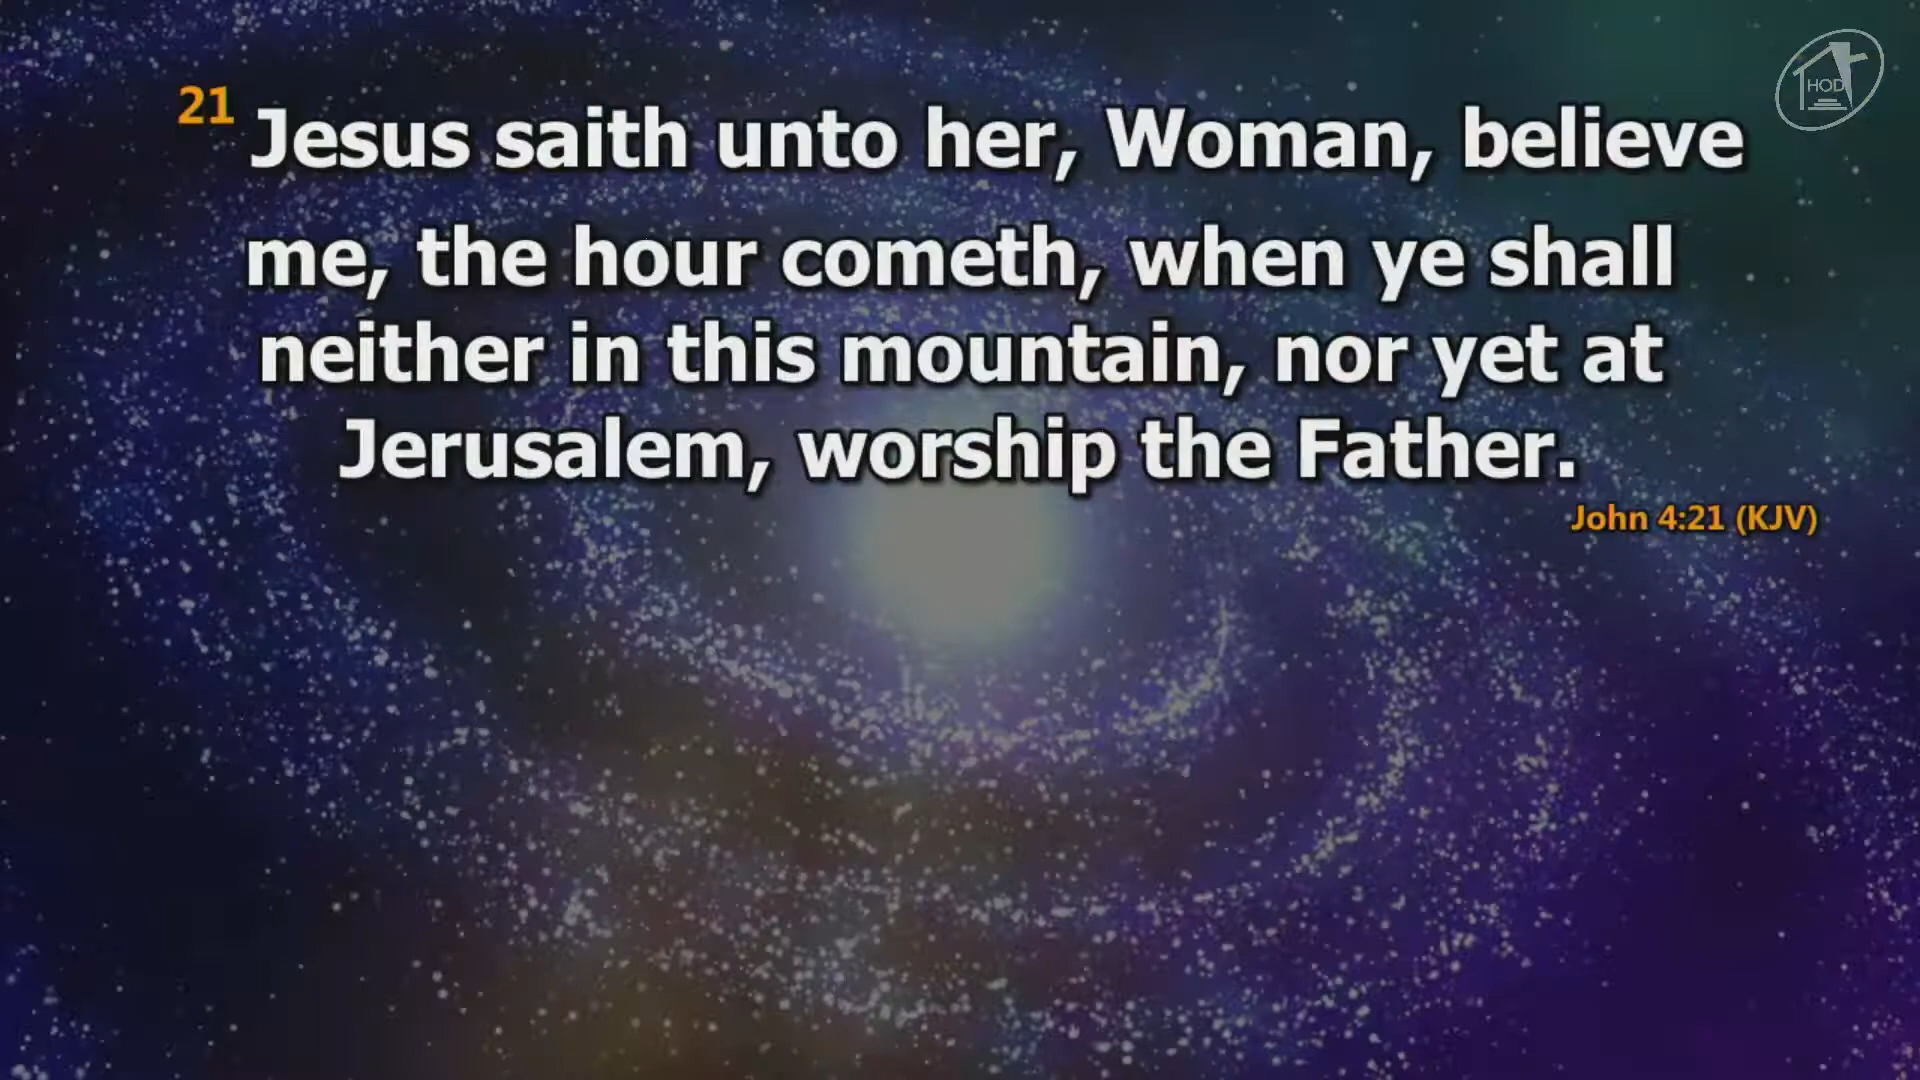 21 Jesus saith unto her, Woman, believe
me, the hour cometh, when ye shall
neither in this mountain, nor yet at
Jerusalem, worship the Father.
John 4:21 (KJV)
HOD